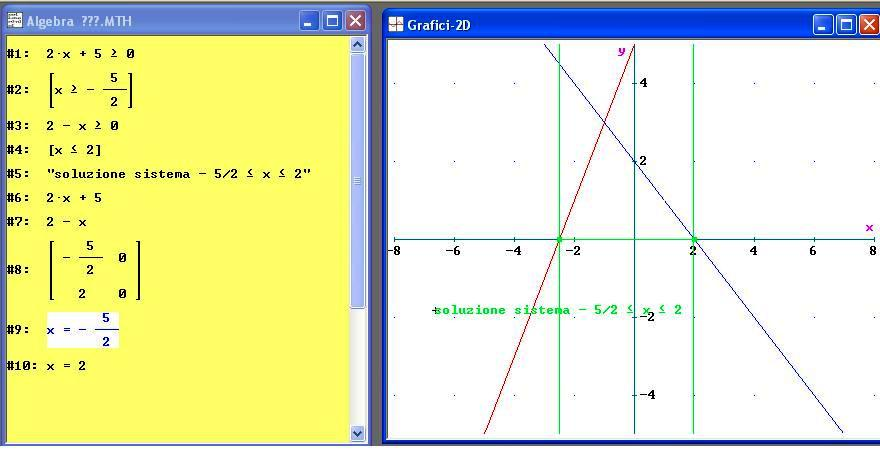 Algebra ???.MTH
#1: 2·x + 5 ≥ 0
#2: [x ≥ - 5/2]
#3: 2 - x ≥ 0
#4: [x ≤ 2]
#5: "soluzione sistema - 5/2 ≤ x ≤ 2"
#6: 2·x + 5
#7: 2 - x
#8: [- 5/2 0
2 0]
#9: x = - 5/2
#10: x = 2
Grafici-2D
y
4
2
x
-8 -6 -4 -2 2 4 6 8
soluzione sistema - 5/2 ≤ x ≤ 2
-2
-4